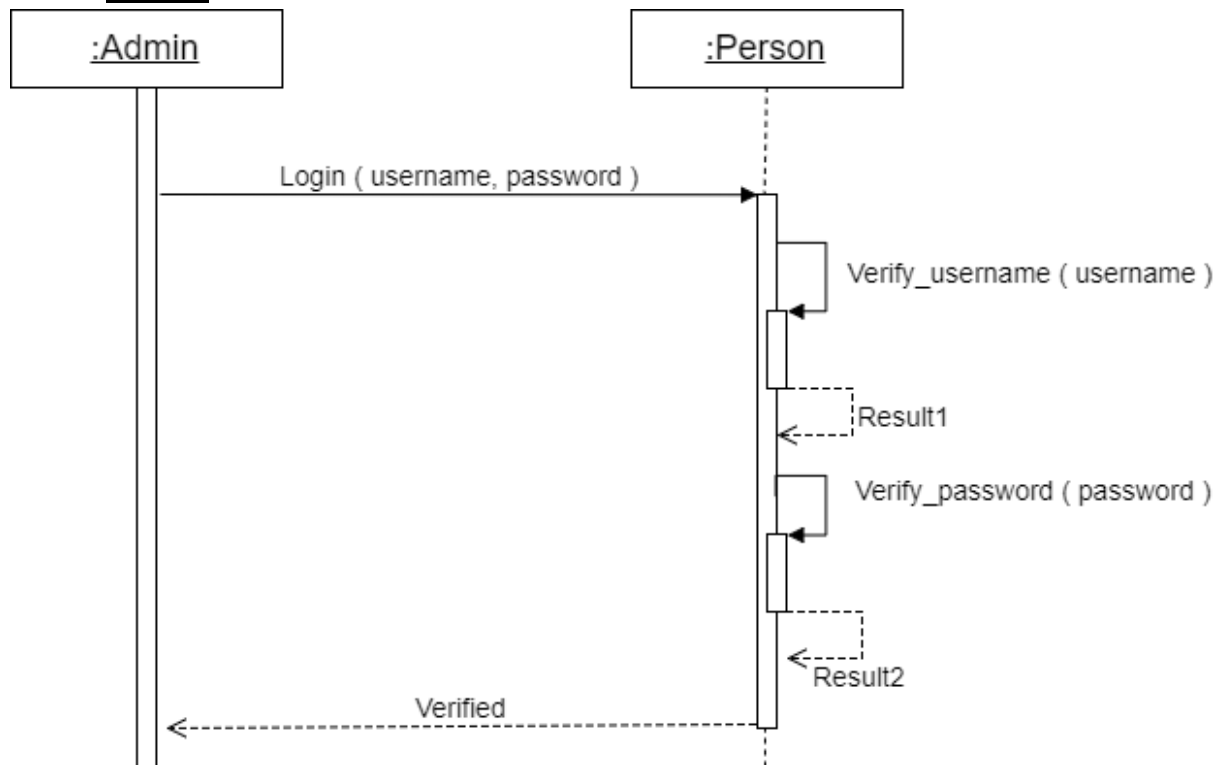 :Admin
:Person
Login ( username, password )
Verify_username ( username )
Result1
Verify_password ( password )
Result2
Verified